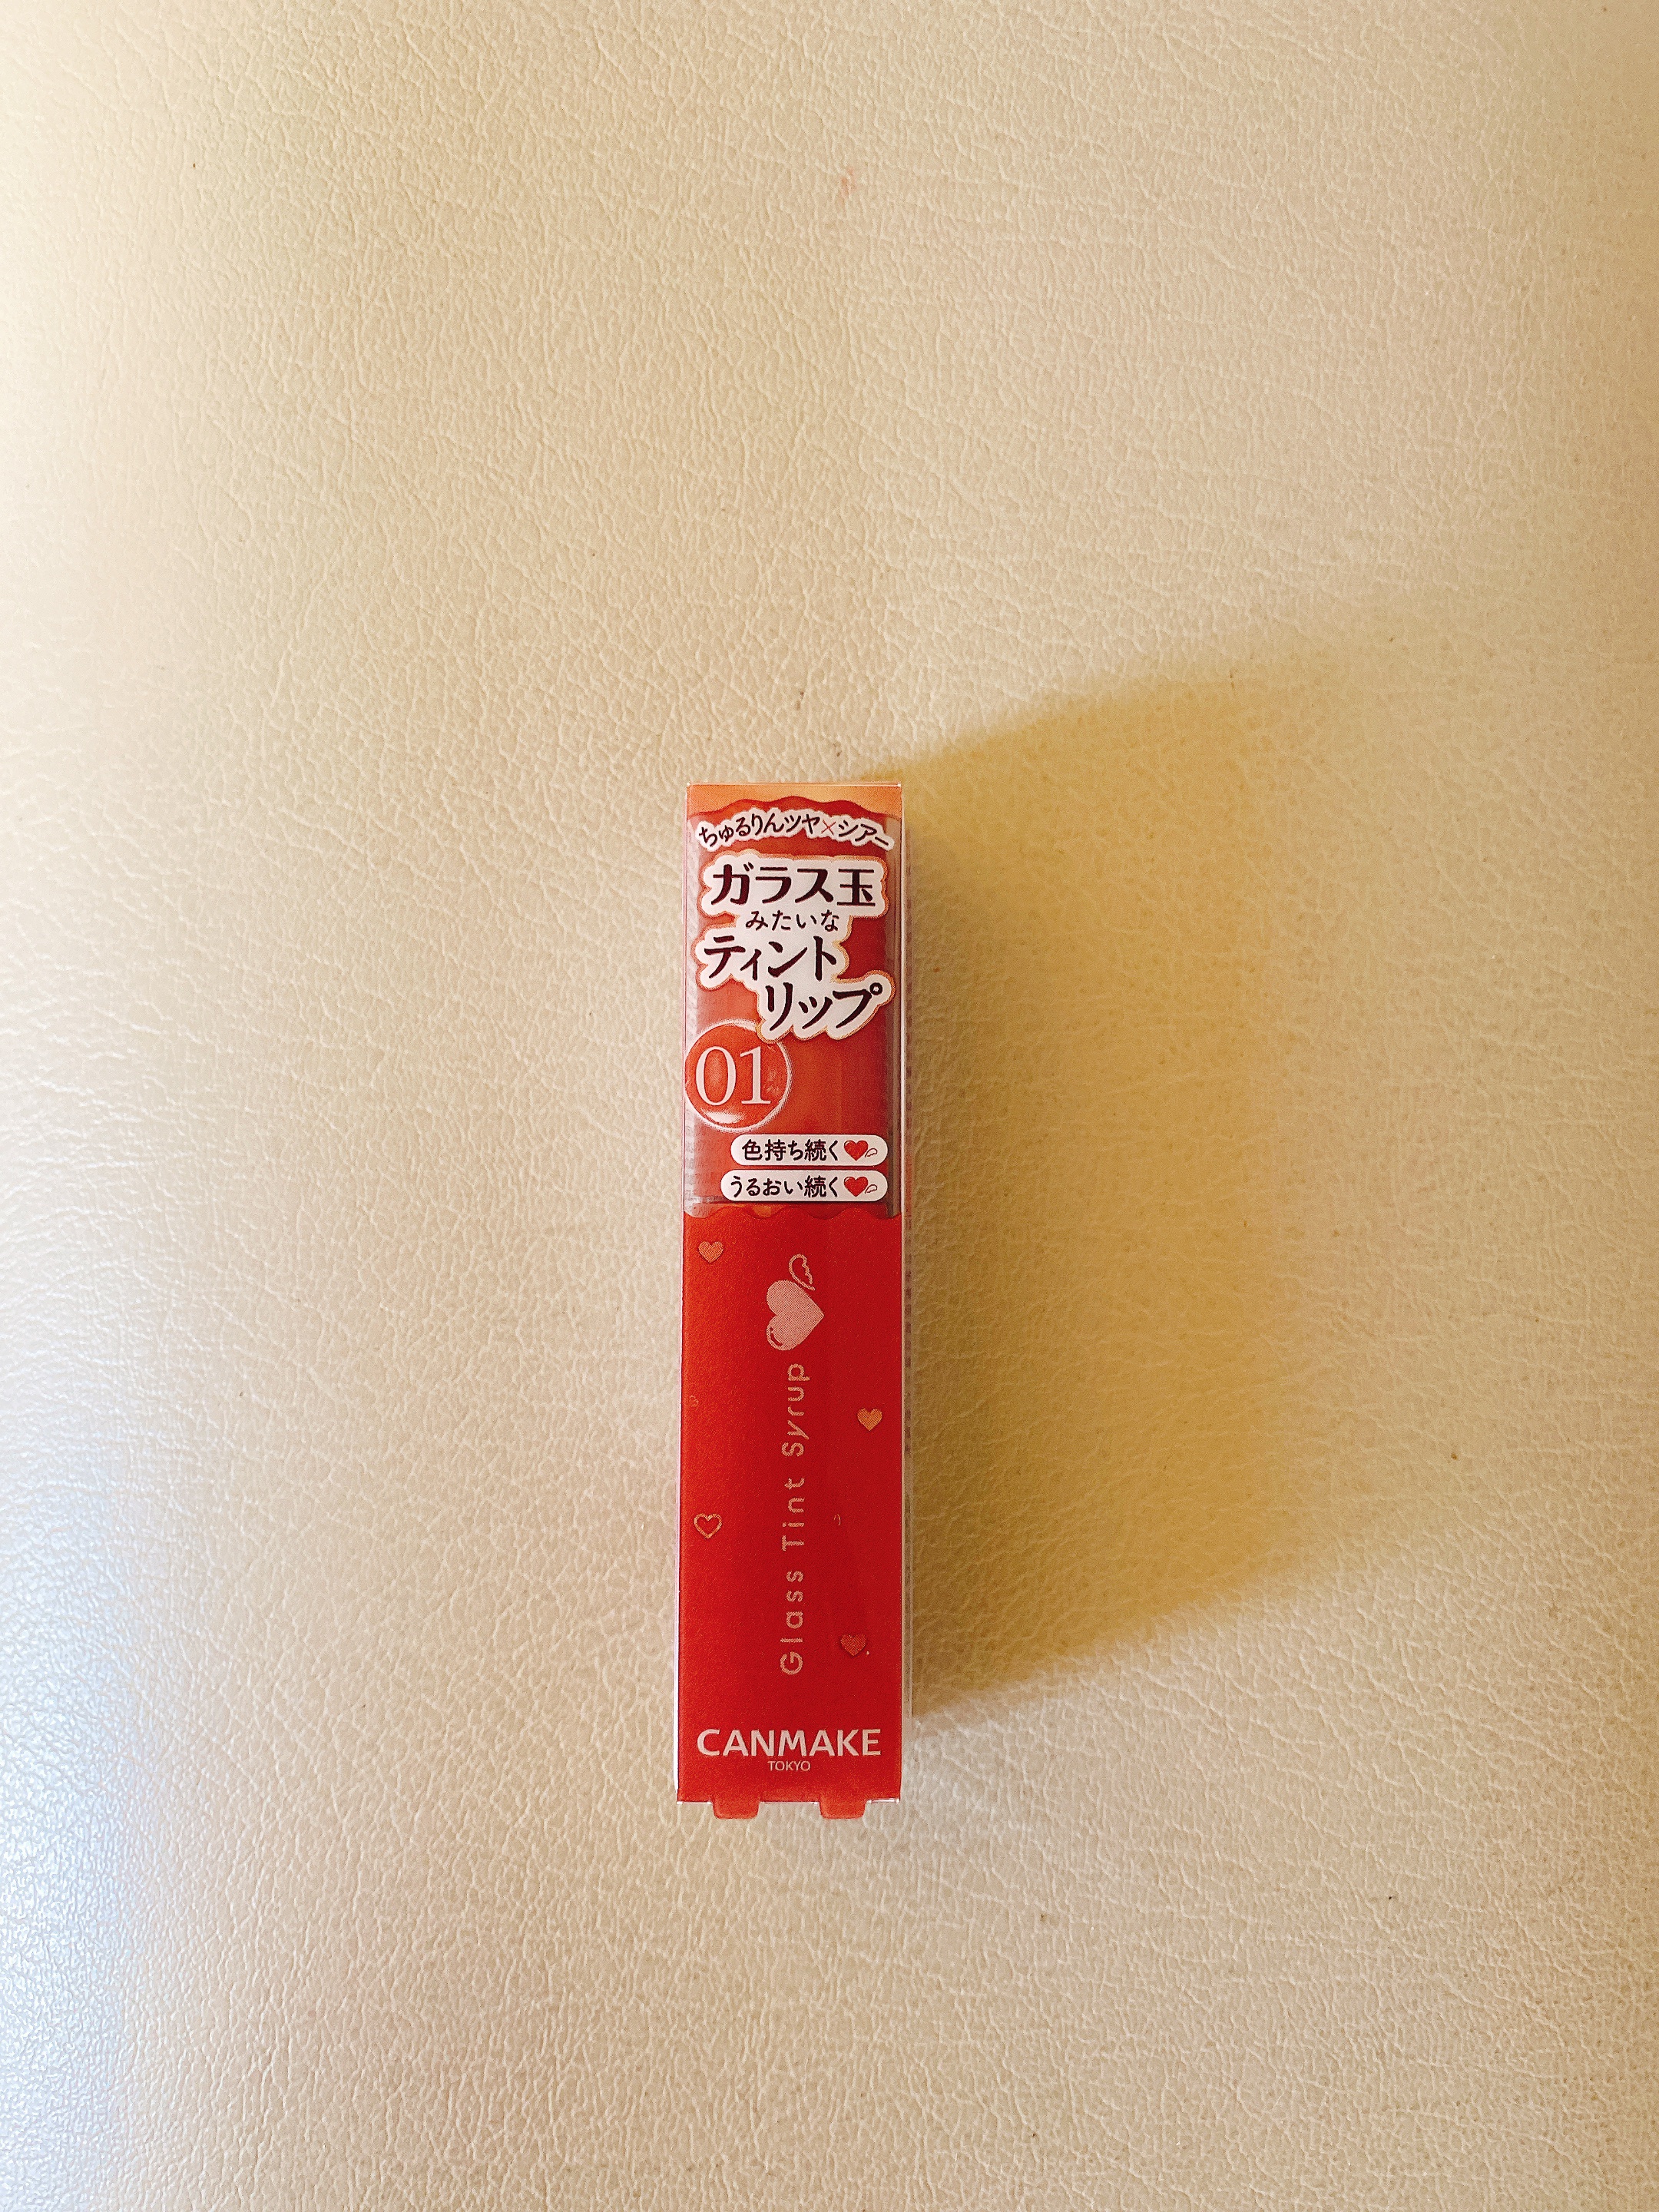 ちゅるりんツヤ×シアー
ガラス玉
みたいな
ティント
リップ
01
色持ち続く
うるおい続く
Glass Tint Syrup
CANMAKE
TOKYO